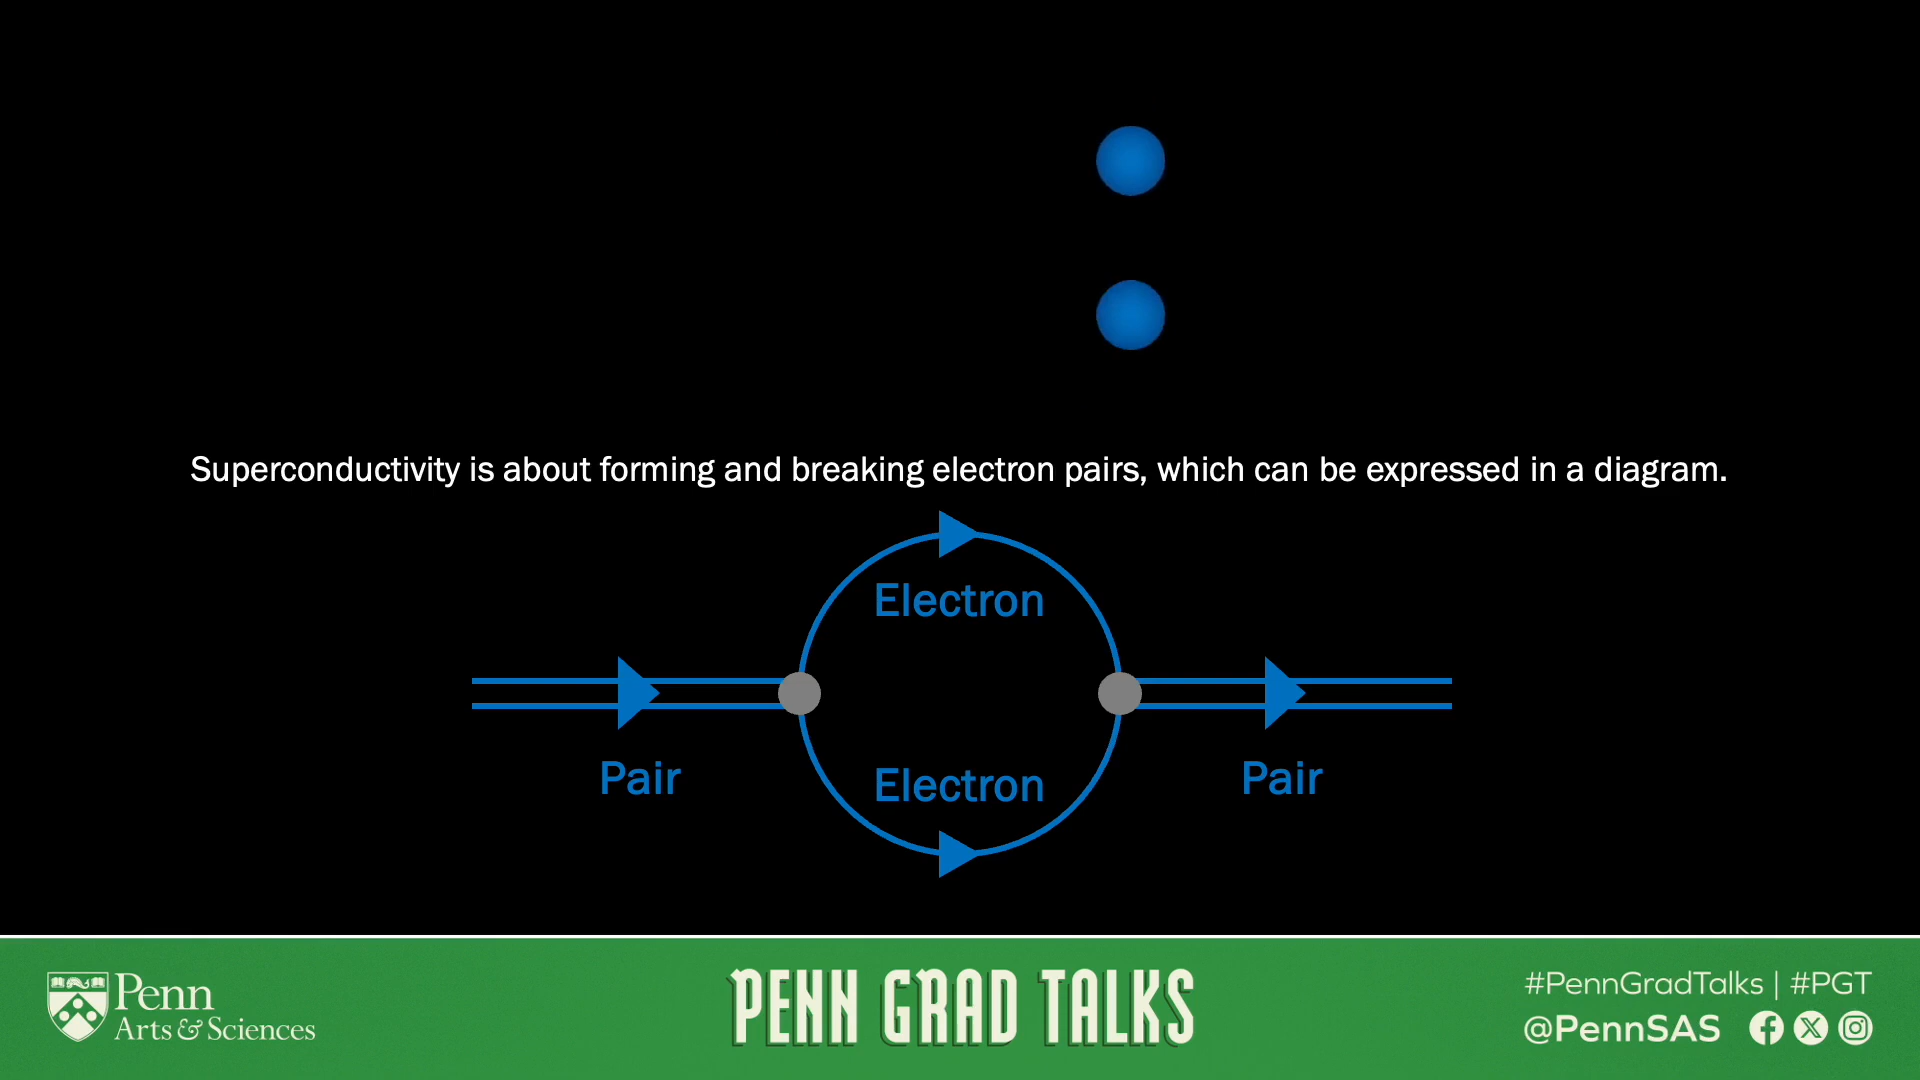 Superconductivity is about forming and breaking electron pairs, which can be expressed in a diagram.
Electron
Pair
Electron
Pair
Penn
Arts & Sciences
PENN GRAD TALKS
#PennGradTalks | #PGT
@PennSAS